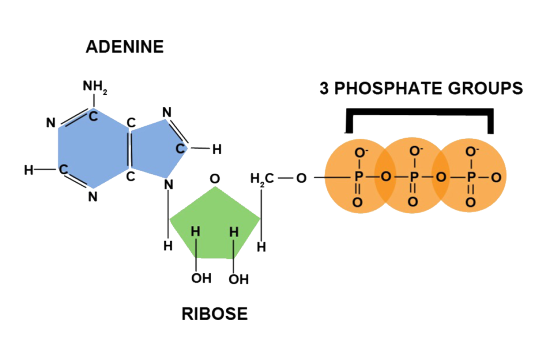 ADENINE
NH2
3 PHOSPHATE GROUPS
N C C N
O- O- O-
H C C C H
N N
H2C O P O P O P O
O
O O O
H H H H
OH OH
RIBOSE